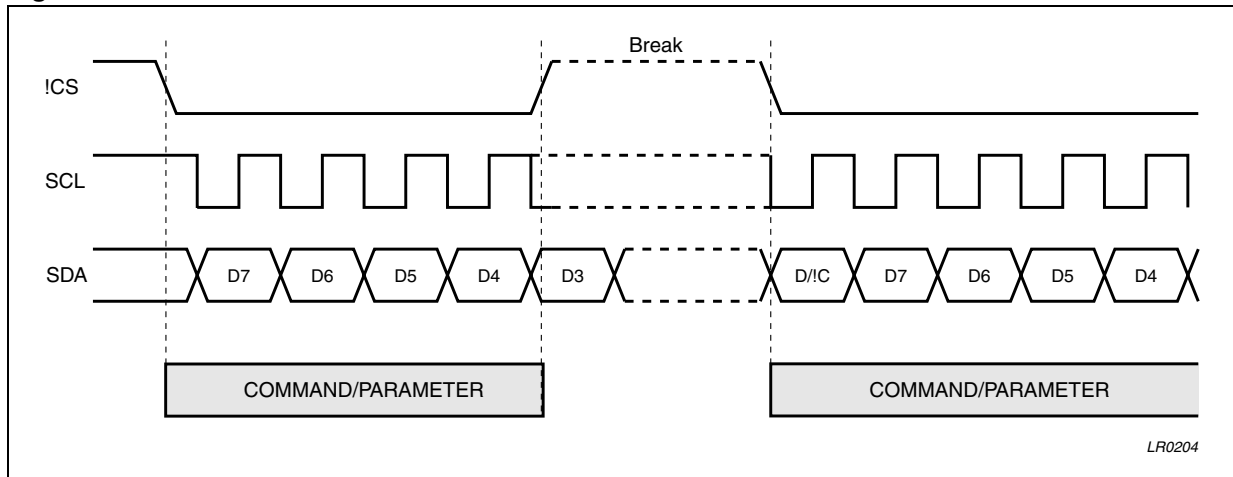 Break
!CS
SCL
SDA D7 D6 D5 D4 D3 D/!C D7 D6 D5 D4
COMMAND/PARAMETER COMMAND/PARAMETER
LR0204